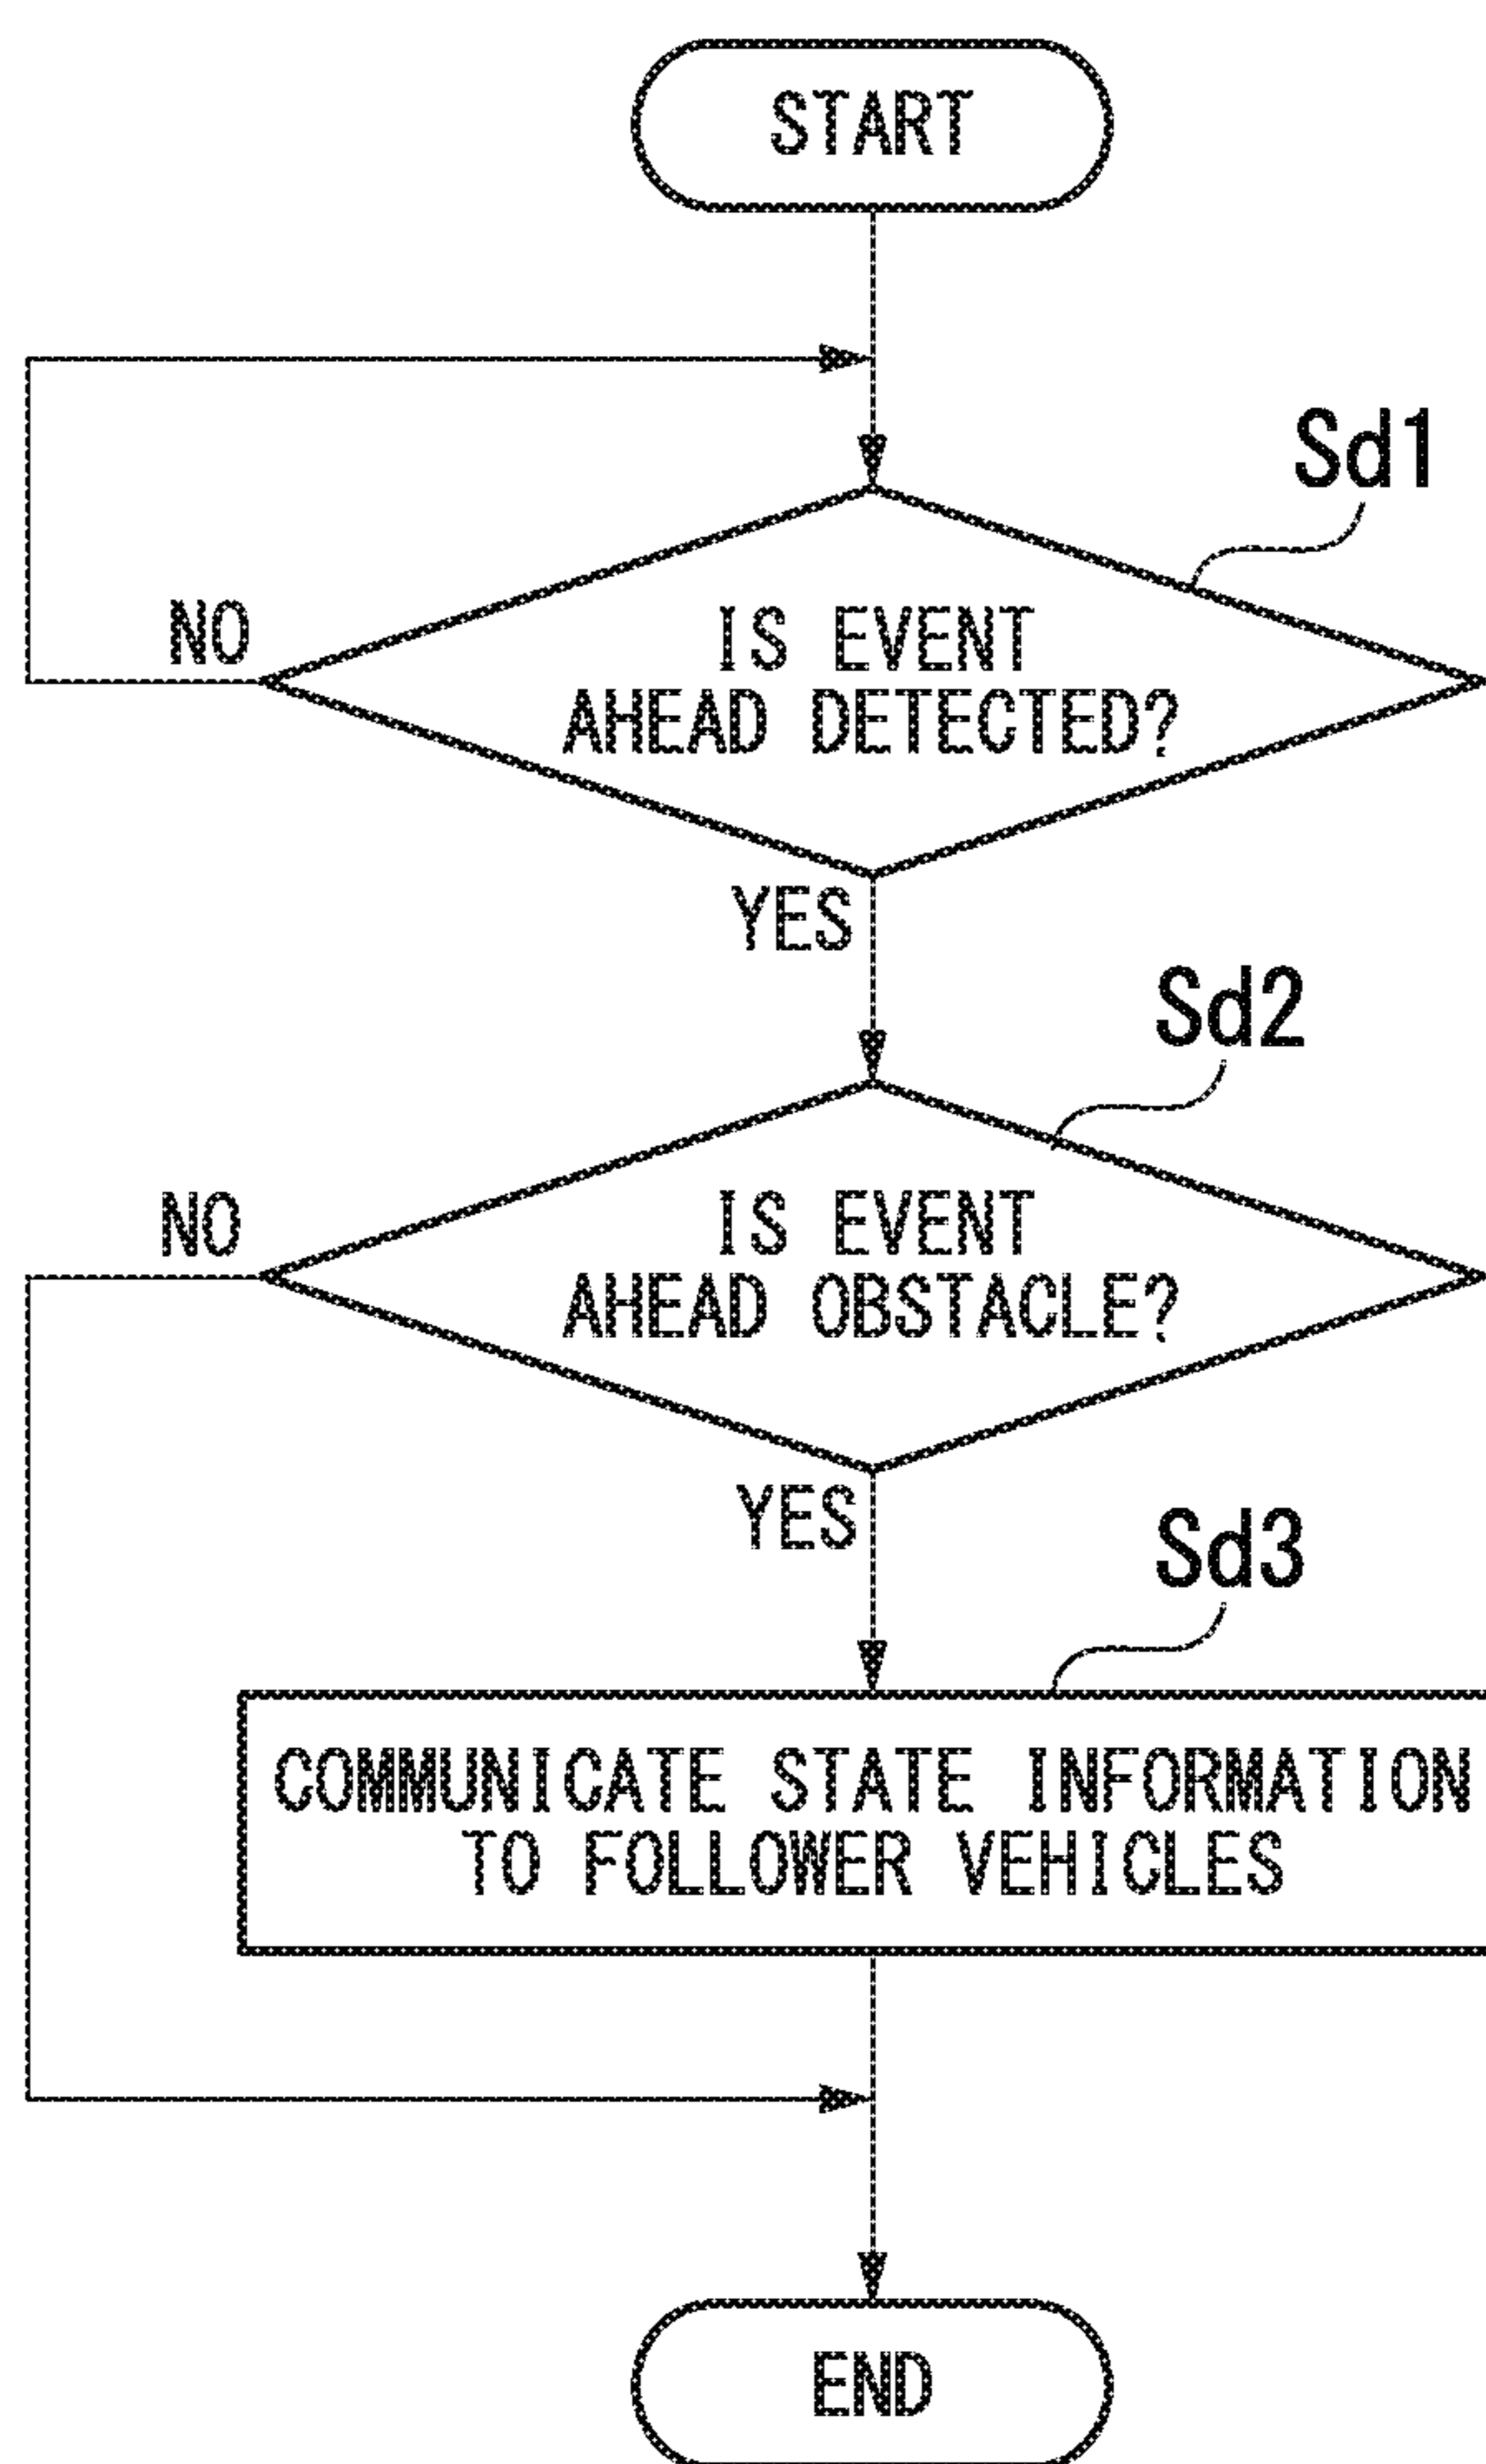 START
Sd1
NO
IS EVENT
AHEAD DETECTED?
YES
Sd2
NO
IS EVENT
AHEAD OBSTACLE?
YES
Sd3
COMMUNICATE STATE INFORMATION
TO FOLLOWER VEHICLES
END